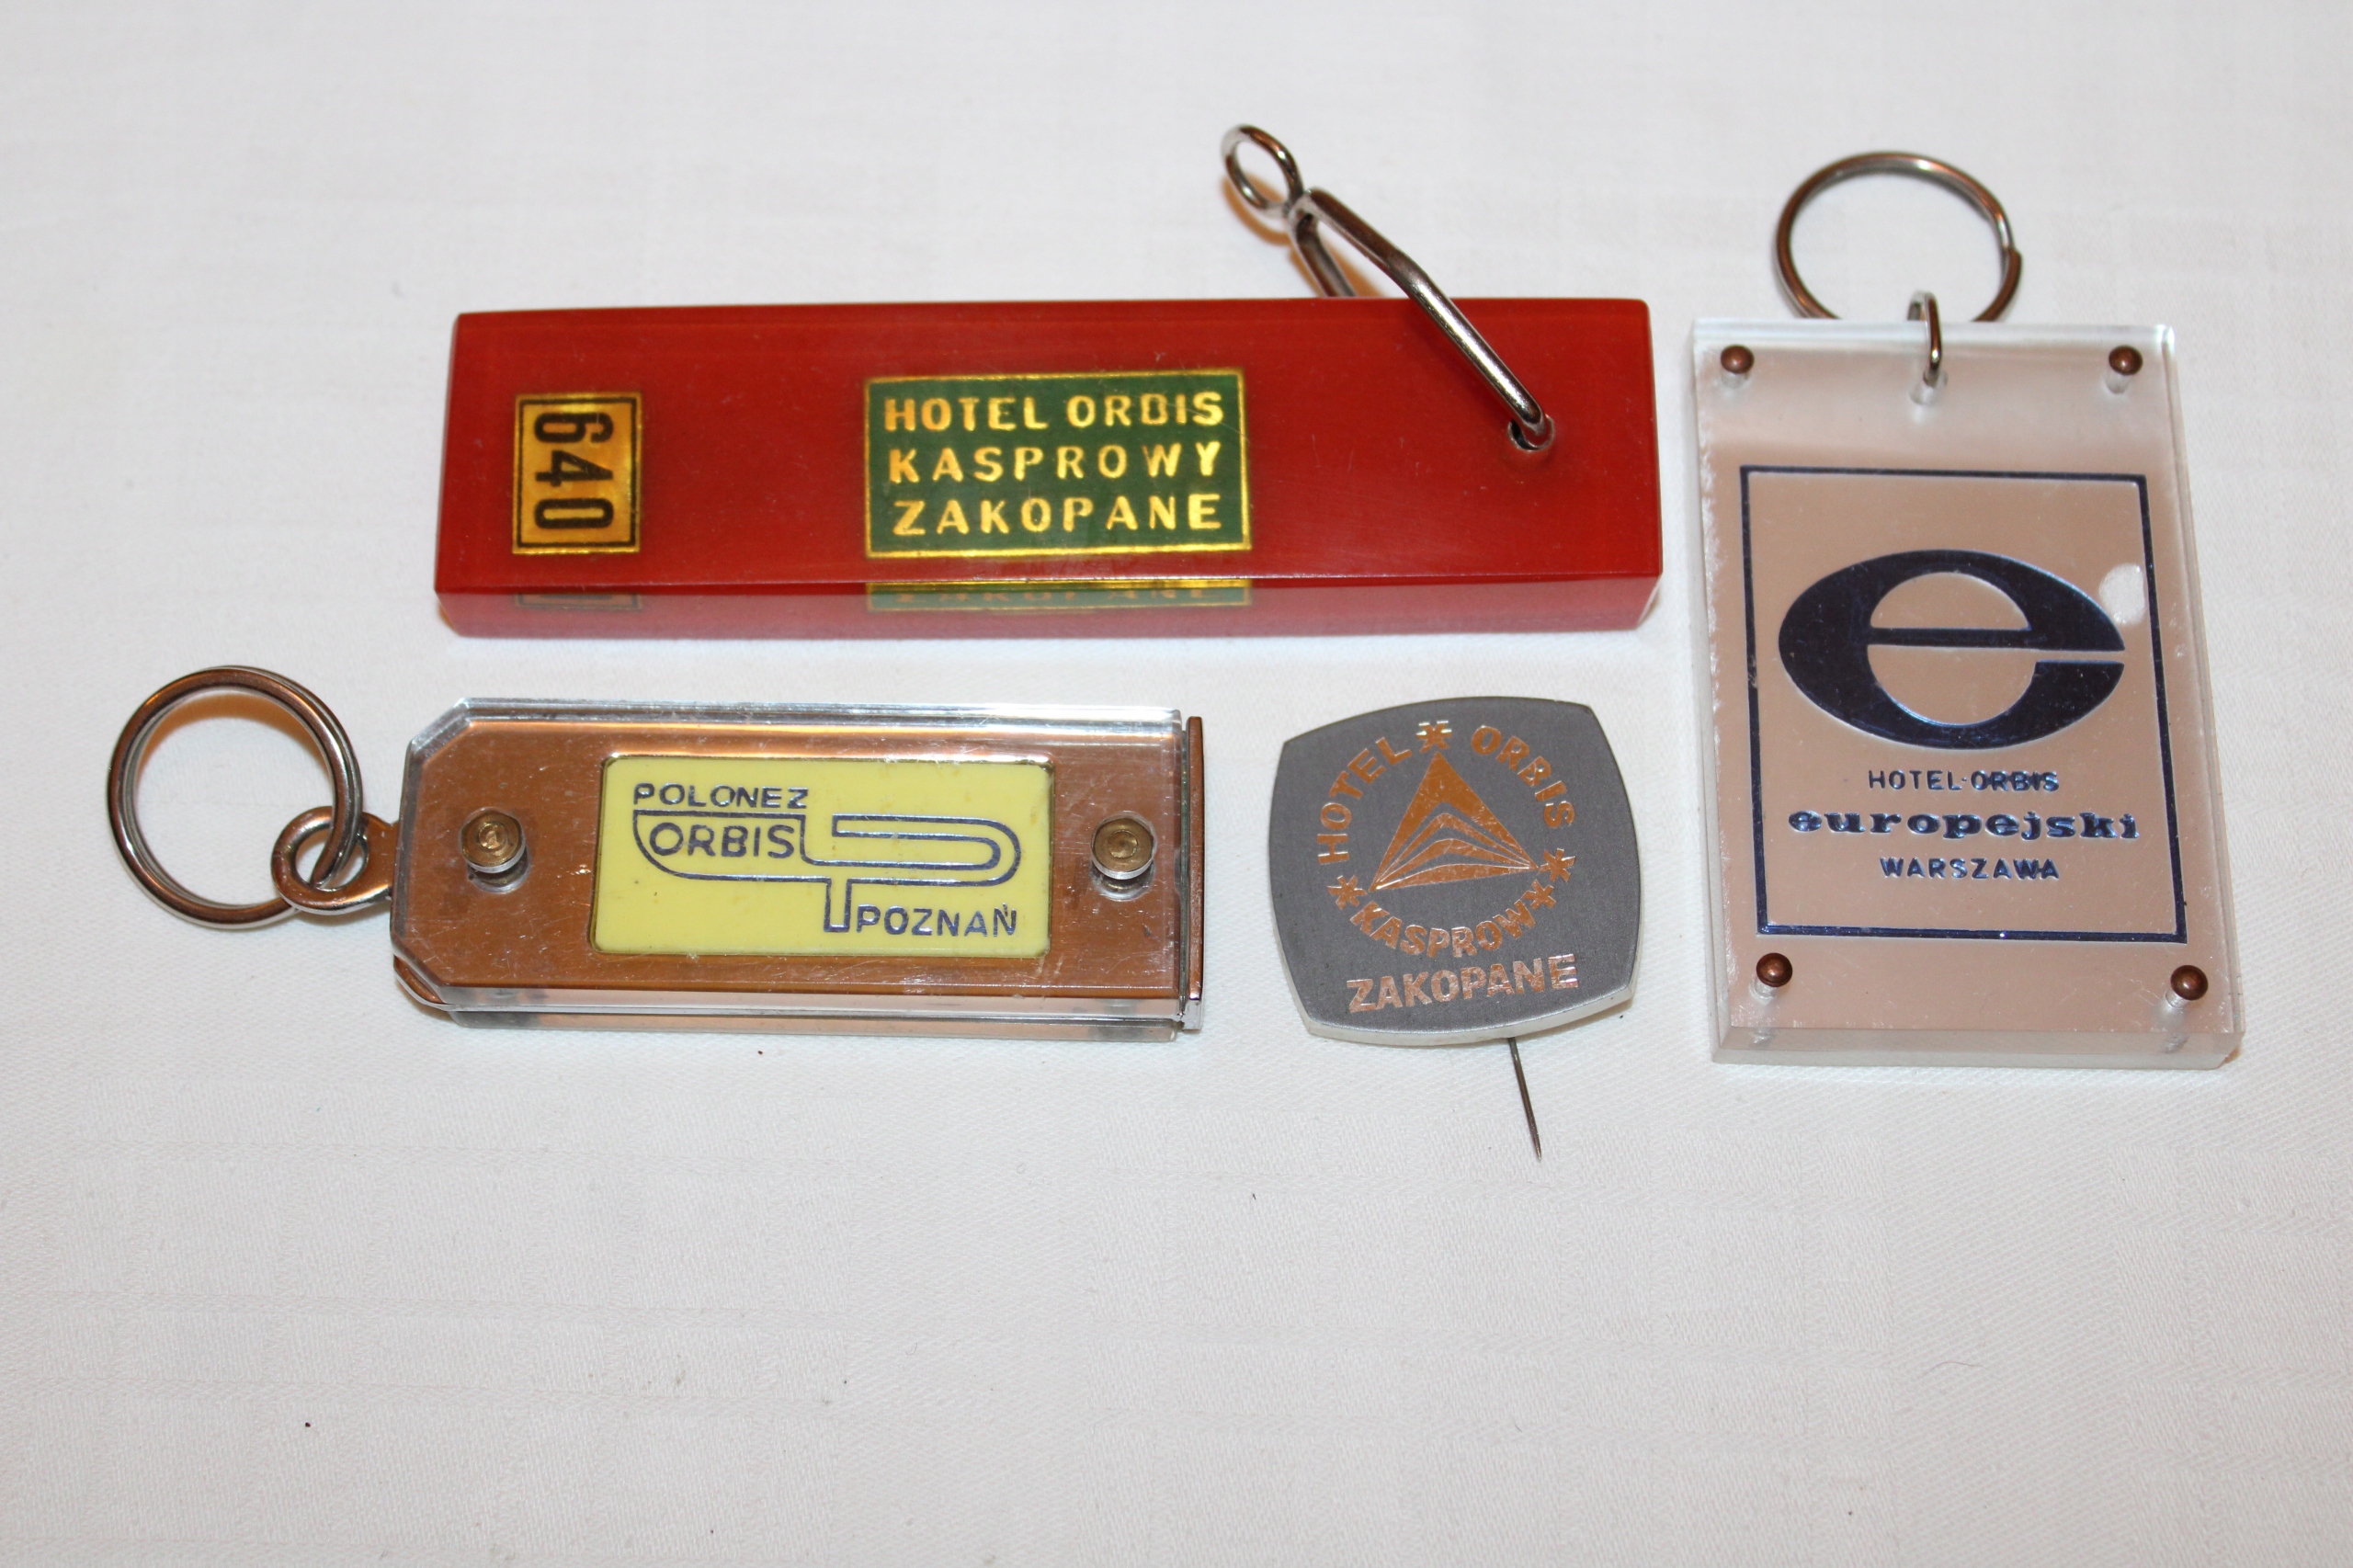 640
HOTEL ORBIS
KASPROWY
ZAKOPANE
POLONEZ
ORBIS
POZNAŃ
HOTEL ORBIS
KASPROWY
ZAKOPANE
e
HOTEL·ORBIS
europejski
WARSZAWA